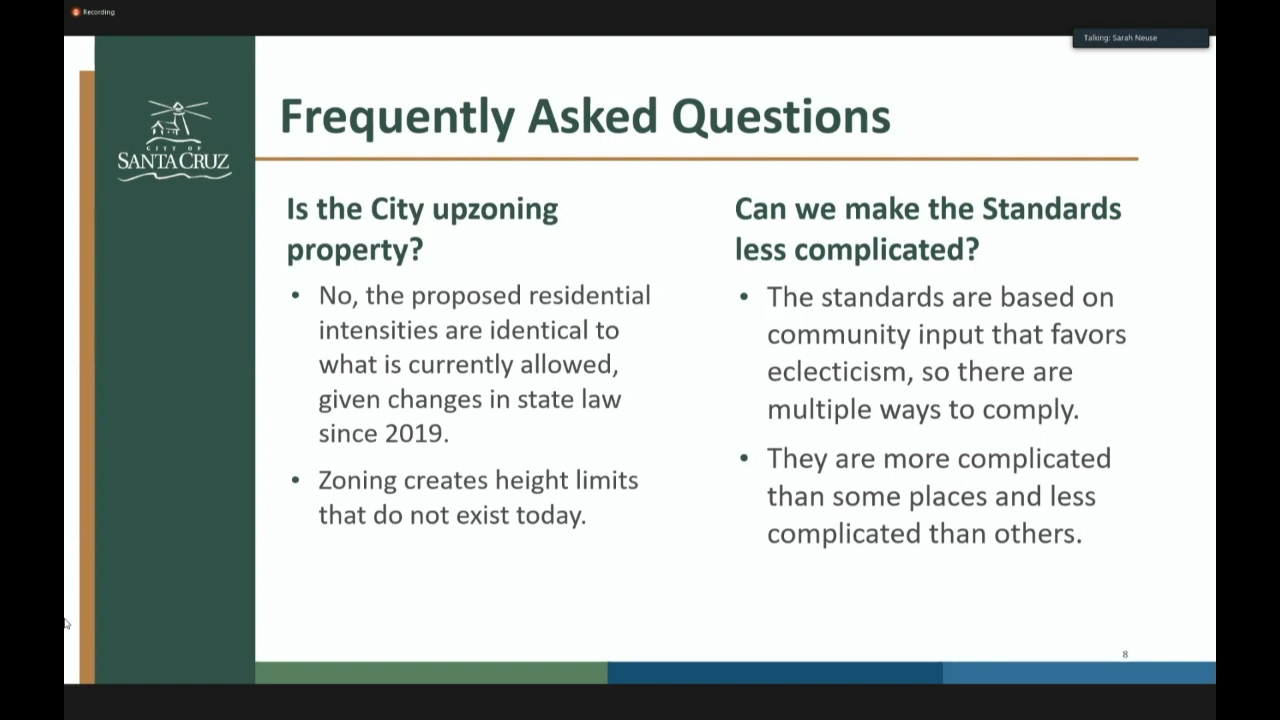 Recording
Talking: Sarah Neuse
CITY OF
SANTA CRUZ
Frequently Asked Questions
Is the City upzoning
property?
• No, the proposed residential
intensities are identical to
what is currently allowed,
given changes in state law
since 2019.
• Zoning creates height limits
that do not exist today.
Can we make the Standards
less complicated?
• The standards are based on
community input that favors
eclecticism, so there are
multiple ways to comply.
• They are more complicated
than some places and less
complicated than others.
8